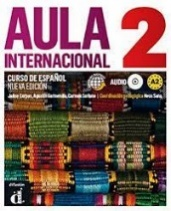 AULA 2
INTERNACIONAL
CURSO DE ESPAÑOL
NUEVA EDICIÓN
AUDIO
A2
difusión